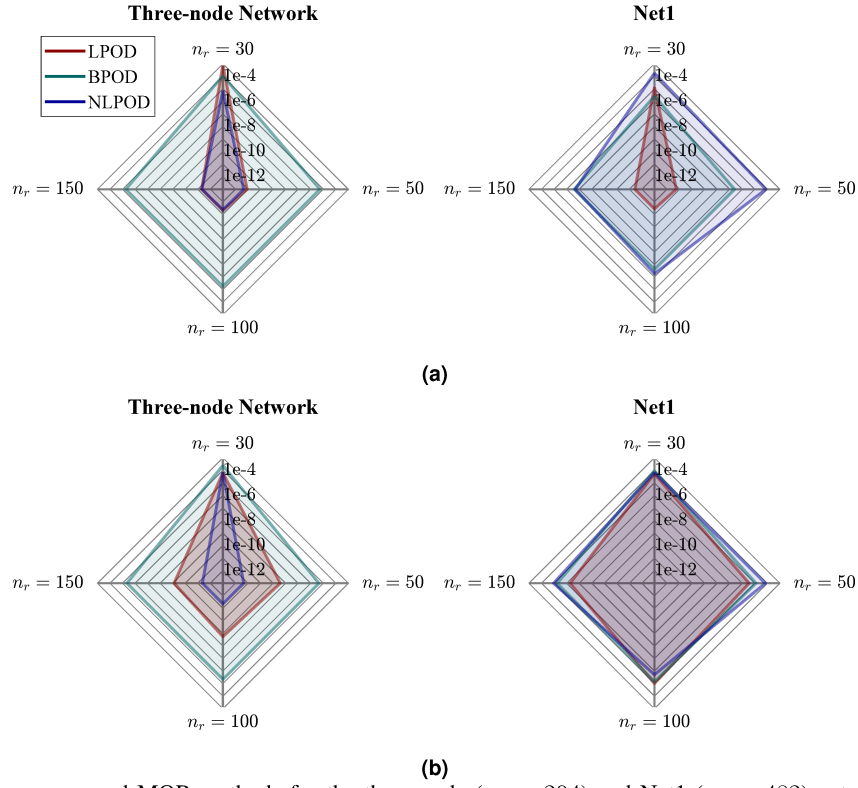 Three-node Network
Net1
LPOD
BPOD
NLPOD
n_r = 30
1e-4
1e-6
1e-8
1e-10
1e-12
n_r = 150
n_r = 50
n_r = 100
n_r = 30
1e-4
1e-6
1e-8
1e-10
1e-12
n_r = 150
n_r = 50
n_r = 100
(a)
Three-node Network
Net1
n_r = 30
1e-4
1e-6
1e-8
1e-10
1e-12
n_r = 150
n_r = 50
n_r = 100
n_r = 30
1e-4
1e-6
1e-8
1e-10
1e-12
n_r = 150
n_r = 50
n_r = 100
(b)